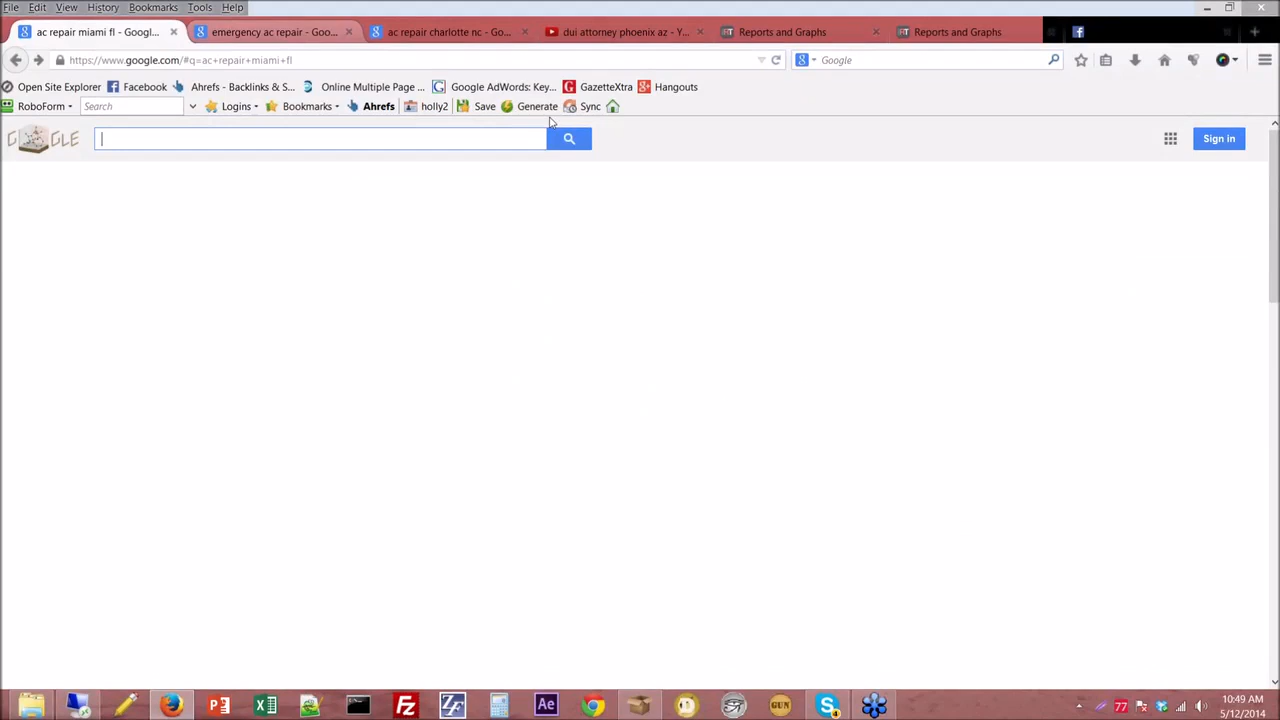 File Edit View History Bookmarks Tools Help
ac repair miami fl - Googl... emergency ac repair - Goo... ac repair charlotte nc - Go... dui attorney phoenix az - Y... Reports and Graphs Reports and Graphs
https://www.google.com/#q=ac+repair+miami+fl Google
Open Site Explorer Facebook Ahrefs - Backlinks & S... Online Multiple Page ... Google AdWords: Key... GazetteXtra Hangouts
RoboForm Search Logins Bookmarks Ahrefs holly2 Save Generate Sync
GOOGLE Sign in
10:49 AM
77
5/12/2014